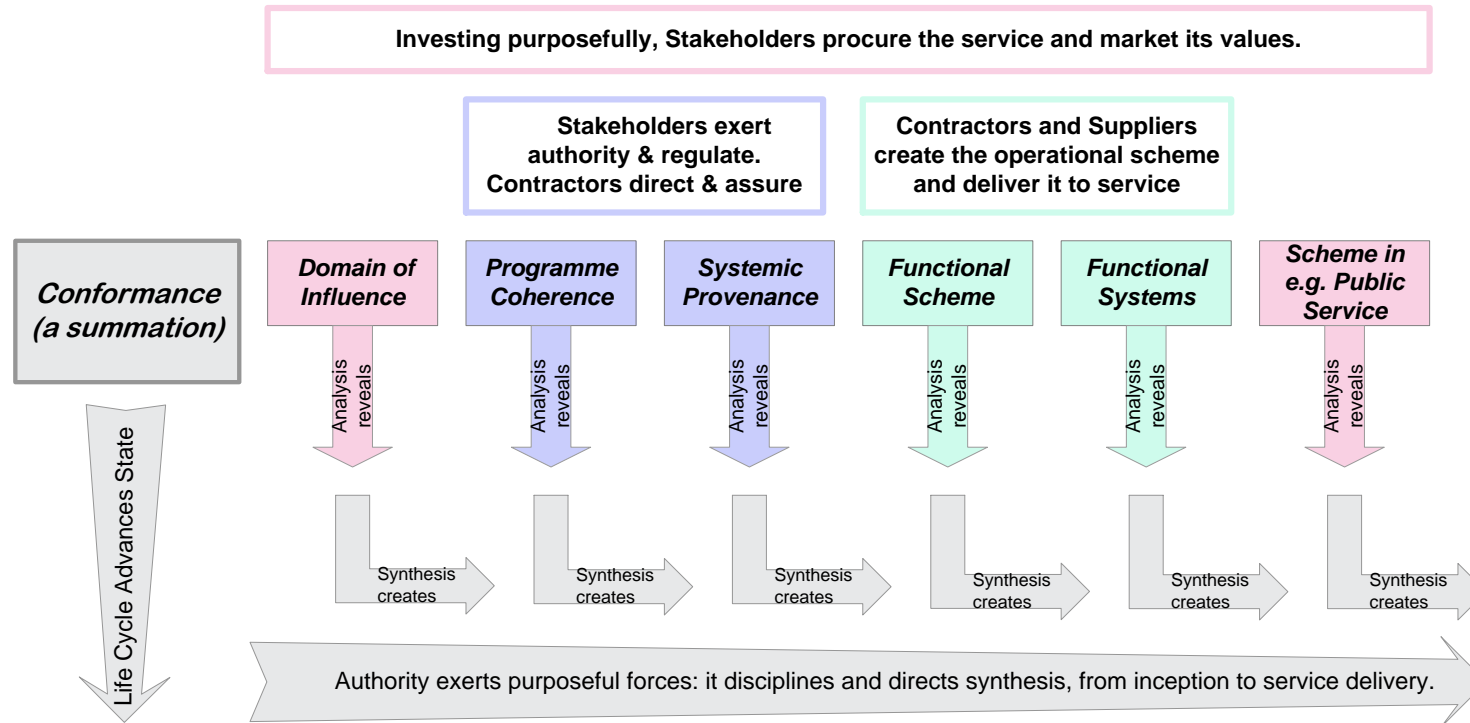 Investing purposefully, Stakeholders procure the service and market its values.
Stakeholders exert
authority & regulate.
Contractors direct & assure
Contractors and Suppliers
create the operational scheme
and deliver it to service
Conformance
(a summation)
Domain of
Influence
Programme
Coherence
Systemic
Provenance
Functional
Scheme
Functional
Systems
Scheme in
e.g. Public
Service
Analysis
reveals
Analysis
reveals
Analysis
reveals
Analysis
reveals
Analysis
reveals
Analysis
reveals
Life Cycle Advances State
Synthesis
creates
Synthesis
creates
Synthesis
creates
Synthesis
creates
Synthesis
creates
Synthesis
creates
Authority exerts purposeful forces: it disciplines and directs synthesis, from inception to service delivery.